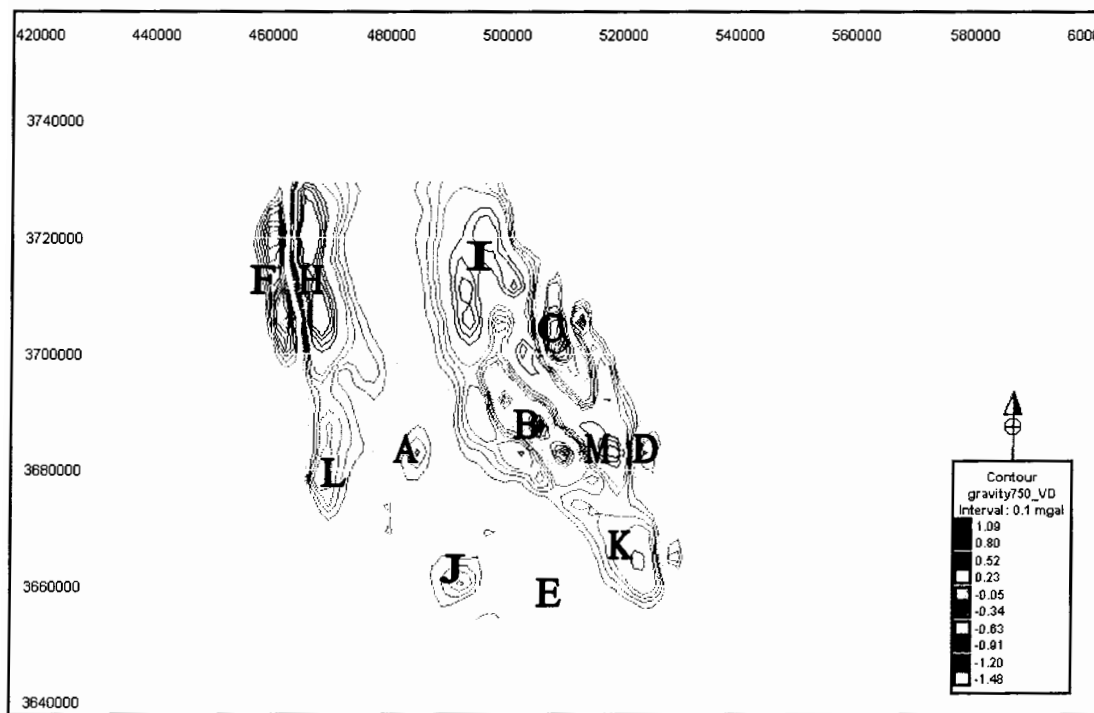 420000 440000 460000 480000 500000 520000 540000 560000 580000 6000
3740000
3720000
I
F H
C
3700000
B
A M D
3680000
L
K
J
3660000
E
3640000
Contour
gravity750_VD
Interval : 0.1 mgal
1.09
0.80
0.52
0.23
-0.05
-0.34
-0.63
-0.91
-1.20
-1.48